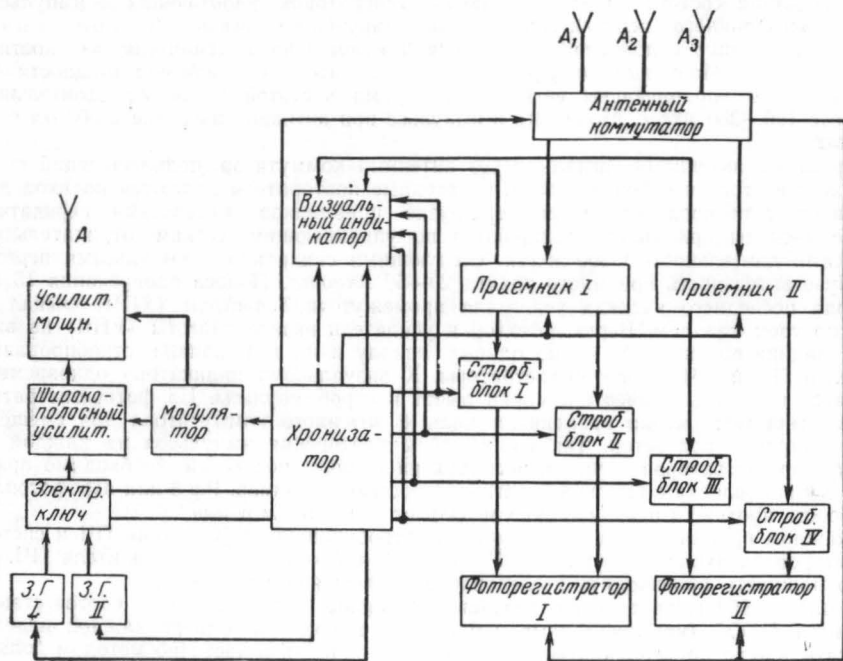 A₁ A₂ A₃
Антенный
коммутатор
Визуаль-
ный инди-
катор
A
Усилит.
мощн.
Приемник I
Приемник II
Строб.
блок I
Широко-
полосный
усилит.
Модуля-
тор
Хрониза-
тор
Строб.
блок II
Строб.
блок III
Электр.
ключ
Строб.
блок IV
З.Г.
I
З.Г.
II
Фоторегистратор
I
Фоторегистратор
II